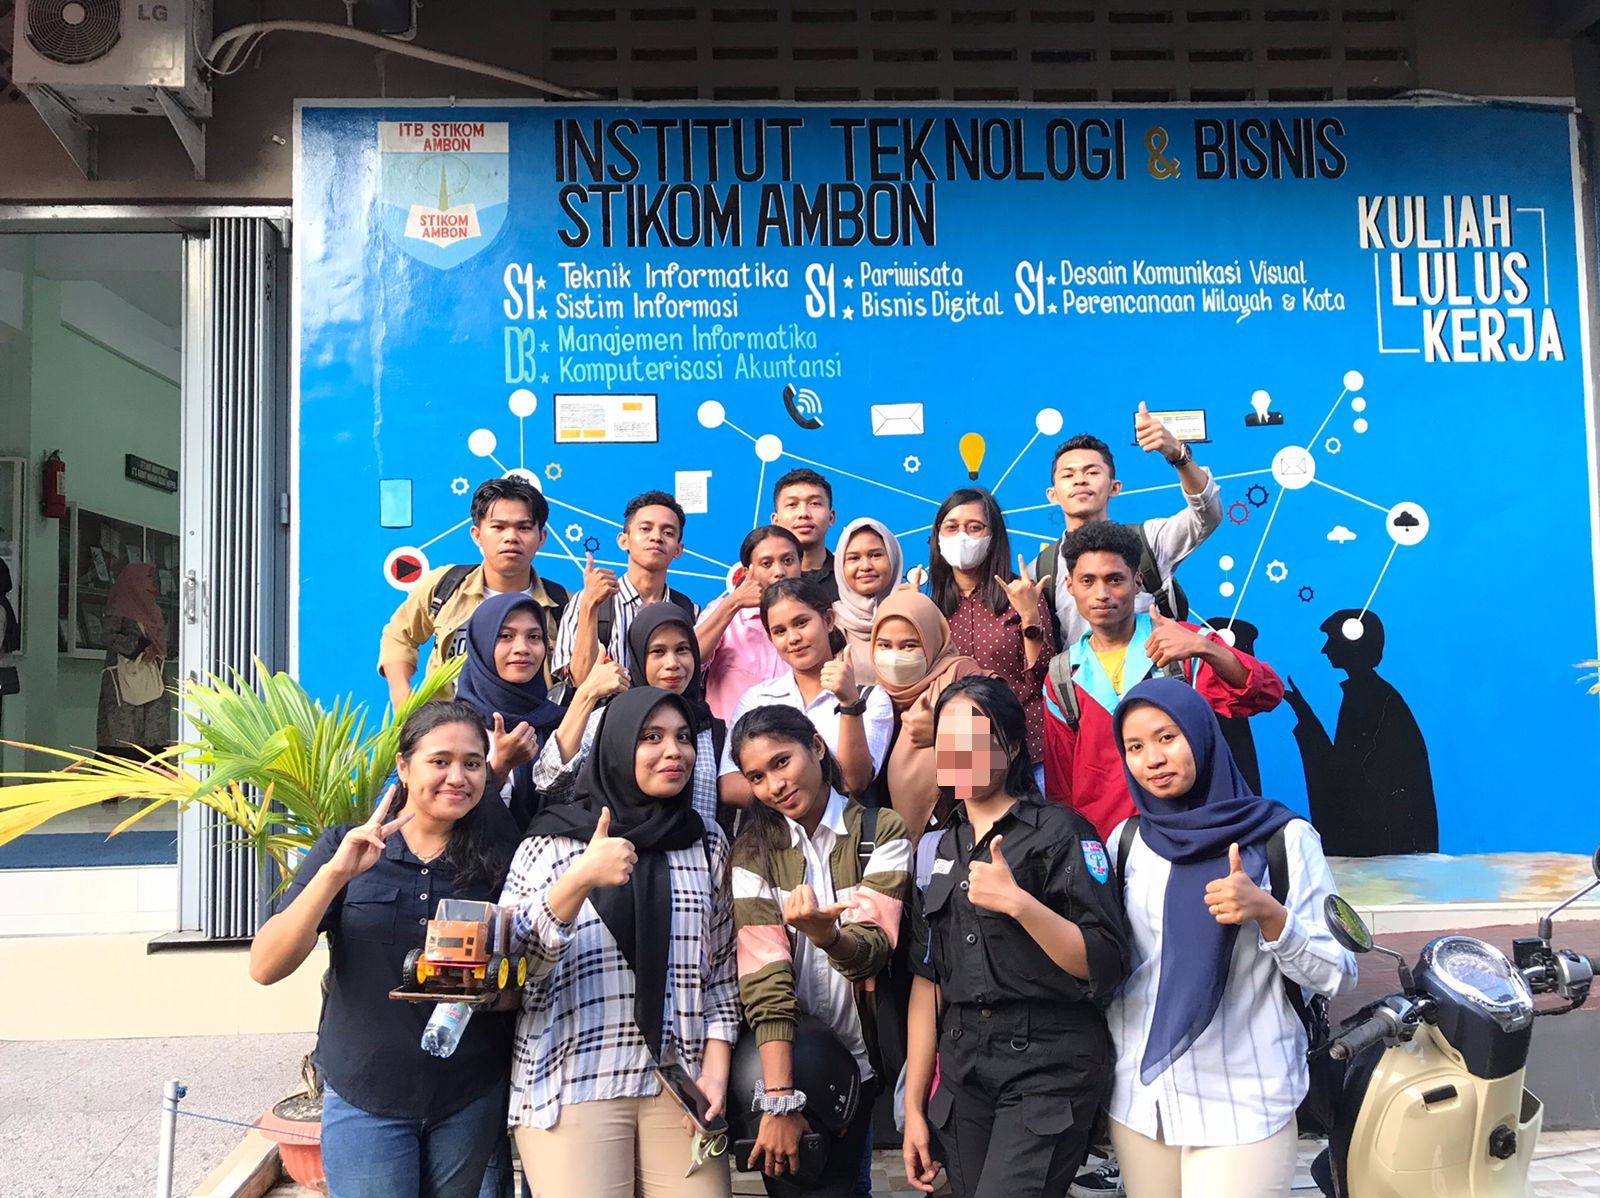 LG
ITB STIKOM
AMBON
STIKOM
AMBON
INSTITUT TEKNOLOGI & BISNIS
STIKOM AMBON
KULIAH
LULUS
KERJA
S1 Teknik Informatika
Sistim Informasi
S1 Pariwisata
Bisnis Digital
S1 Desain Komunikasi Visual
Perencanaan Wilayah & Kota
D3 Manajemen Informatika
Komputerisasi Akuntansi